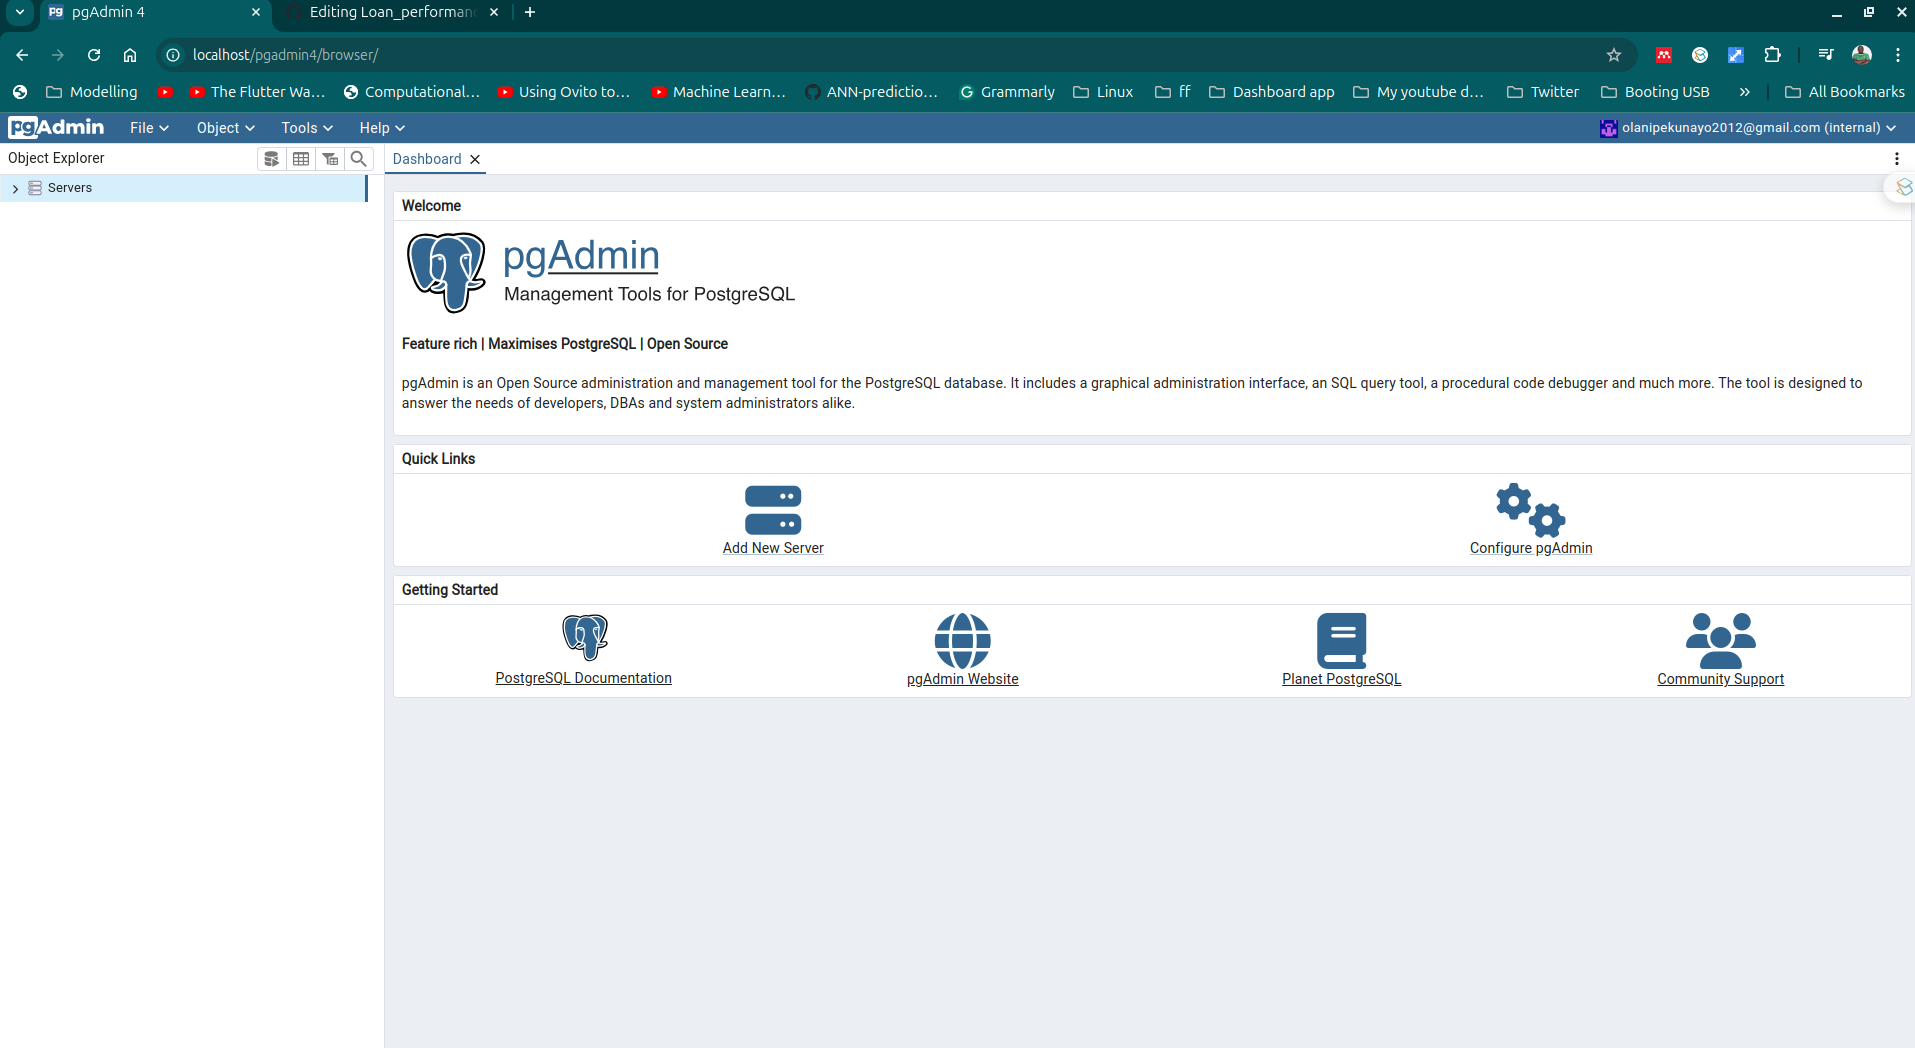 pgAdmin 4
Editing Loan_performan
localhost/pgadmin4/browser/
Modelling
The Flutter Wa...
Computational...
Using Ovito to...
Machine Learn...
ANN-predictio...
Grammarly
Linux
ff
Dashboard app
My youtube d...
Twitter
Booting USB
»
All Bookmarks
pgAdmin
File
Object
Tools
Help
olanipekunayo2012@gmail.com (internal)
Object Explorer
Dashboard
Servers
Welcome
pgAdmin
Management Tools for PostgreSQL
Feature rich | Maximises PostgreSQL | Open Source
pgAdmin is an Open Source administration and management tool for the PostgreSQL database. It includes a graphical administration interface, an SQL query tool, a procedural code debugger and much more. The tool is designed to
answer the needs of developers, DBAs and system administrators alike.
Quick Links
Add New Server
Configure pgAdmin
Getting Started
PostgreSQL Documentation
pgAdmin Website
Planet PostgreSQL
Community Support